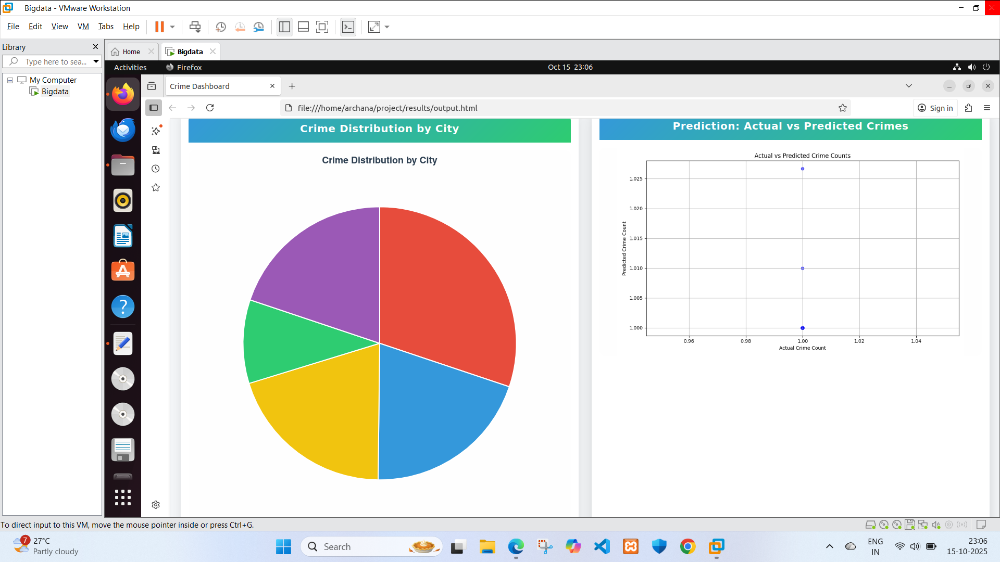 Bigdata - VMware Workstation
File Edit View VM Tabs Help
Library
Type here to sea...
My Computer
Bigdata
Home
Bigdata
Activities
Firefox
Oct 15 23:06
Crime Dashboard
file:///home/archana/project/results/output.html
Sign in
Crime Distribution by City
Crime Distribution by City
Prediction: Actual vs Predicted Crimes
Actual vs Predicted Crime Counts
Predicted Crime Count
1.025
1.020
1.015
1.010
1.005
1.000
0.96 0.98 1.00 1.02 1.04
Actual Crime Count
To direct input to this VM, move the mouse pointer inside or press Ctrl+G.
7
27°C
Partly cloudy
Search
ENG
IN
23:06
15-10-2025